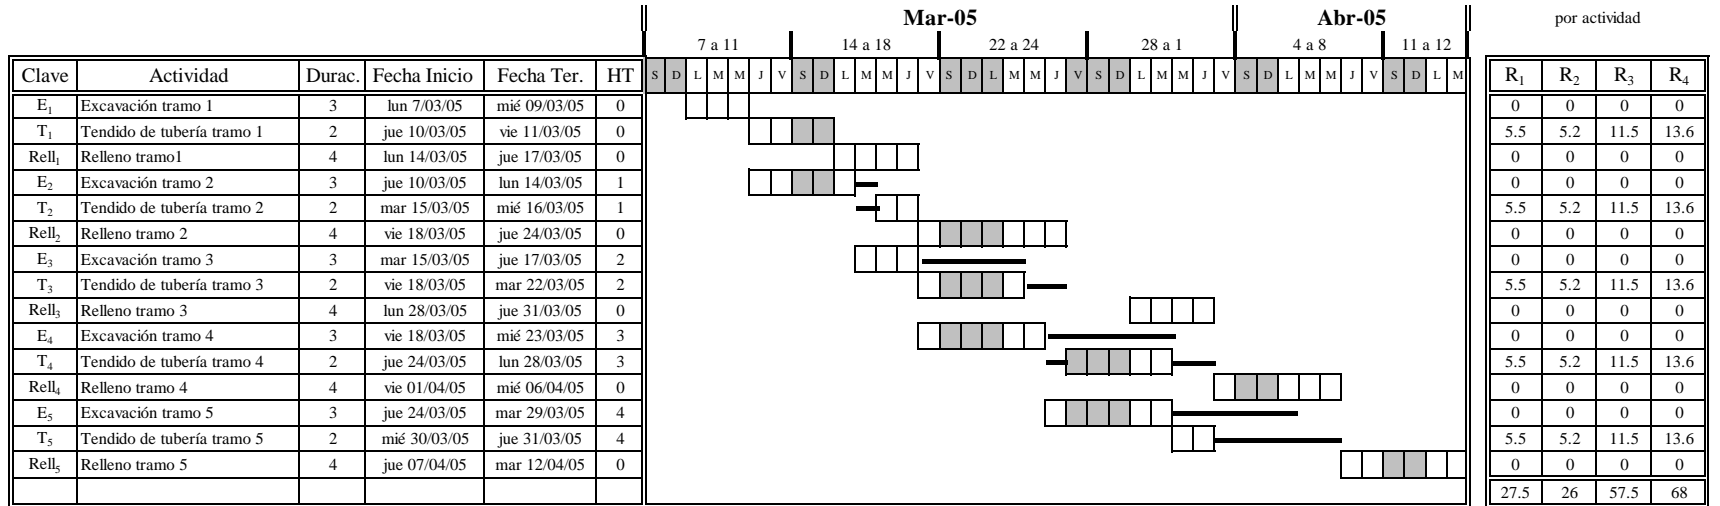 Mar-05 Abr-05 por actividad
7 a 11 14 a 18 22 a 24 28 a 1 4 a 8 11 a 12
Clave Actividad Durac. Fecha Inicio Fecha Ter. HT S D L M M J V S D L M M J V S D L M M J V S D L M M J V S D L M M J V S D L M R1 R2 R3 R4
E1 Excavación tramo 1 3 lun 7/03/05 mié 09/03/05 0 0 0 0 0
T1 Tendido de tubería tramo 1 2 jue 10/03/05 vie 11/03/05 0 5.5 5.2 11.5 13.6
Rell1 Relleno tramo1 4 lun 14/03/05 jue 17/03/05 0 0 0 0 0
E2 Excavación tramo 2 3 jue 10/03/05 lun 14/03/05 1 0 0 0 0
T2 Tendido de tubería tramo 2 2 mar 15/03/05 mié 16/03/05 1 5.5 5.2 11.5 13.6
Rell2 Relleno tramo 2 4 vie 18/03/05 jue 24/03/05 0 0 0 0 0
E3 Excavación tramo 3 3 mar 15/03/05 jue 17/03/05 2 0 0 0 0
T3 Tendido de tubería tramo 3 2 vie 18/03/05 mar 22/03/05 2 5.5 5.2 11.5 13.6
Rell3 Relleno tramo 3 4 lun 28/03/05 jue 31/03/05 0 0 0 0 0
E4 Excavación tramo 4 3 vie 18/03/05 mié 23/03/05 3 0 0 0 0
T4 Tendido de tubería tramo 4 2 jue 24/03/05 lun 28/03/05 3 5.5 5.2 11.5 13.6
Rell4 Relleno tramo 4 4 vie 01/04/05 mié 06/04/05 0 0 0 0 0
E5 Excavación tramo 5 3 jue 24/03/05 mar 29/03/05 4 0 0 0 0
T5 Tendido de tubería tramo 5 2 mié 30/03/05 jue 31/03/05 4 5.5 5.2 11.5 13.6
Rell5 Relleno tramo 5 4 jue 07/04/05 mar 12/04/05 0 0 0 0 0
27.5 26 57.5 68